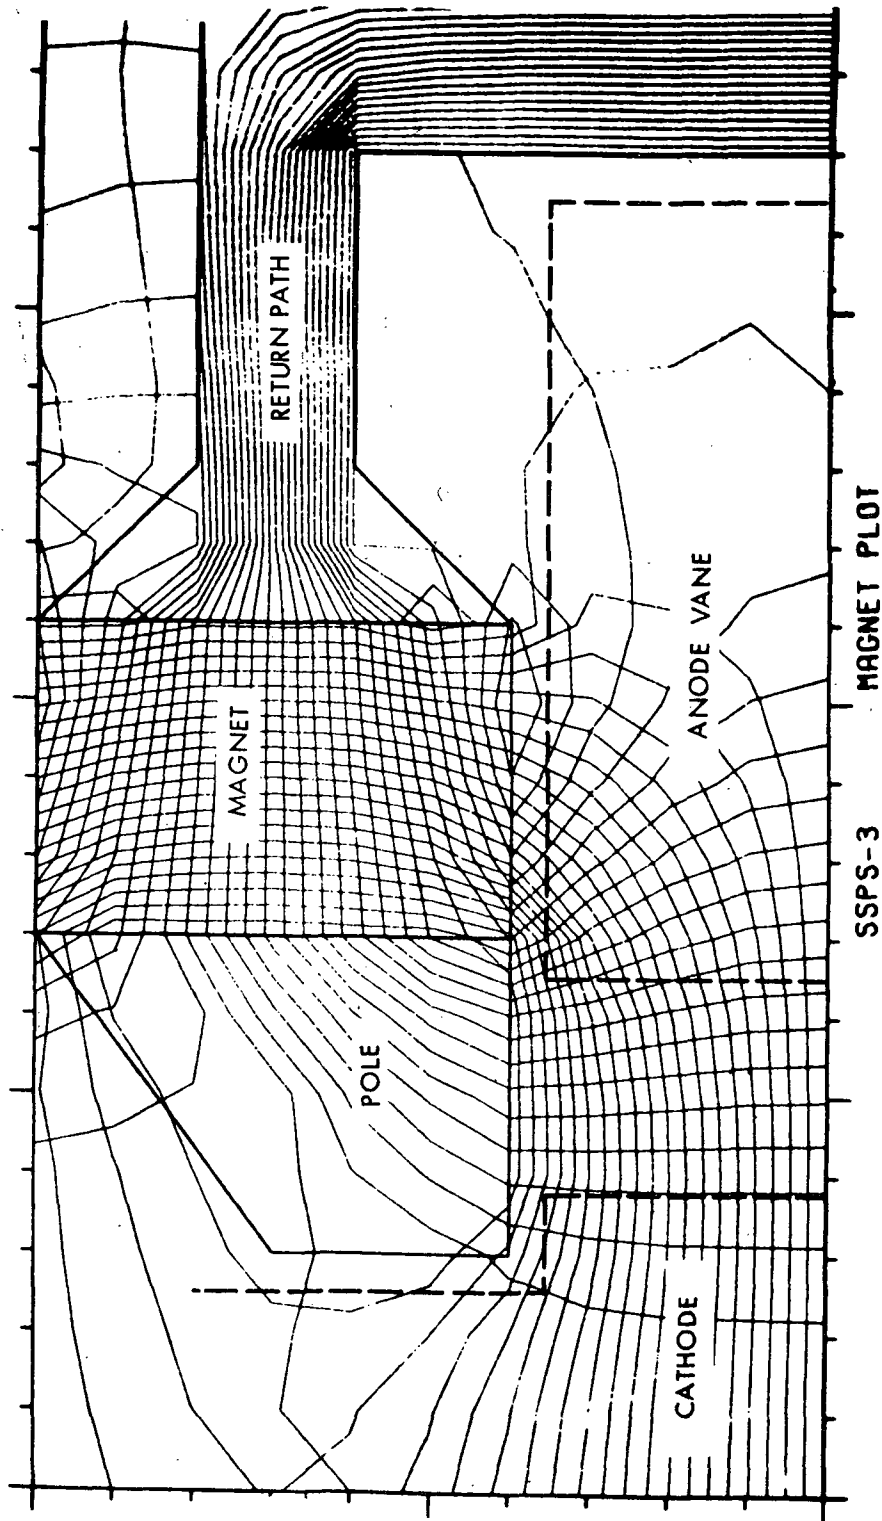 RETURN PATH
MAGNET
POLE
ANODE VANE
CATHODE
SSPS-3 MAGNET PLOT